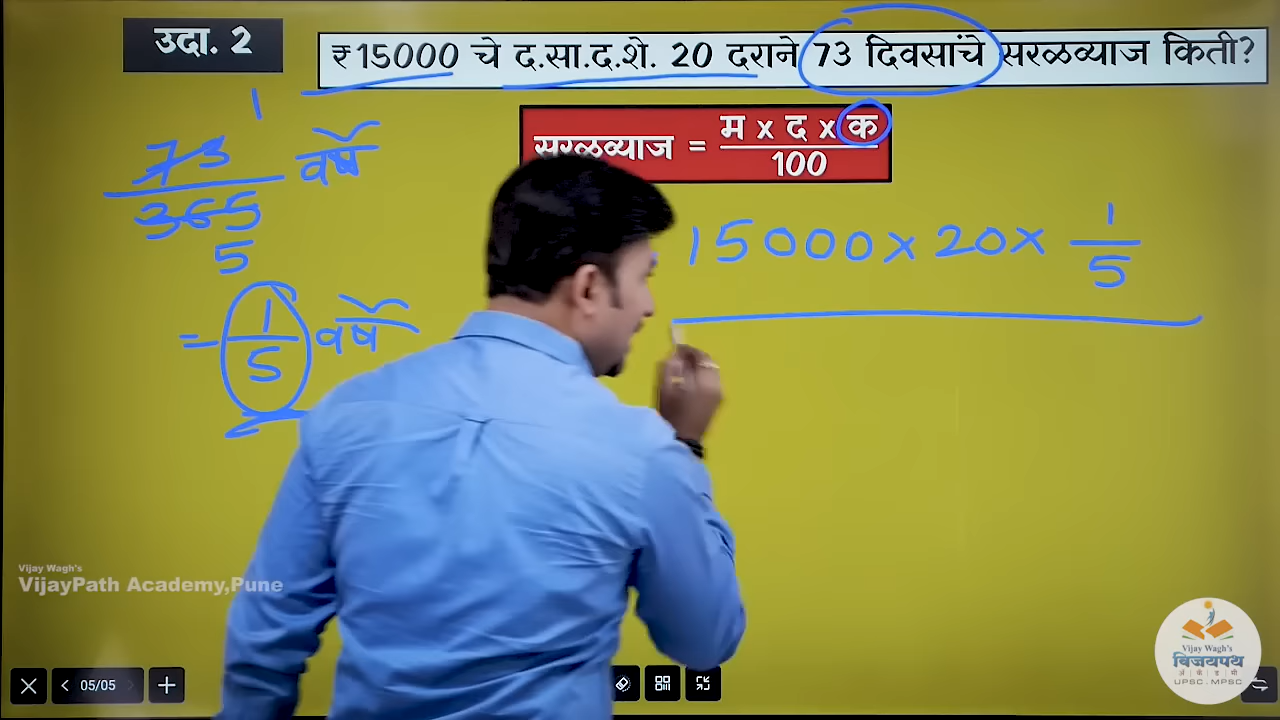 उदा. 2
₹15000 चे द.सा.द.शे. 20 दराने 73 दिवसांचे सरळव्याज किती?
सरळव्याज = म x द x क
100
1
73
365
5
वर्षे
= 1
5
वर्षे
15000 x 20 x 1
5
Vijay Wagh's
VijayPath Academy,Pune
05/05
Vijay Wagh's
विजयपथ
UPSC - MPSC